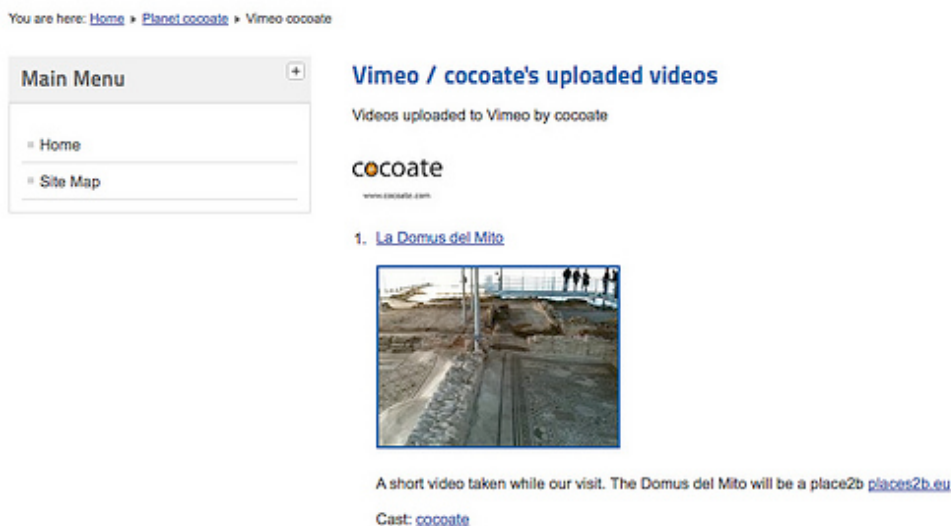 You are here: Home ▸ Planet cocoate ▸ Vimeo cocoate
Main Menu
Home
Site Map
Vimeo / cocoate's uploaded videos
Videos uploaded to Vimeo by cocoate
cocoate
www.cocoate.com
1. La Domus del Mito
A short video taken while our visit. The Domus del Mito will be a place2b places2b.eu
Cast: cocoate